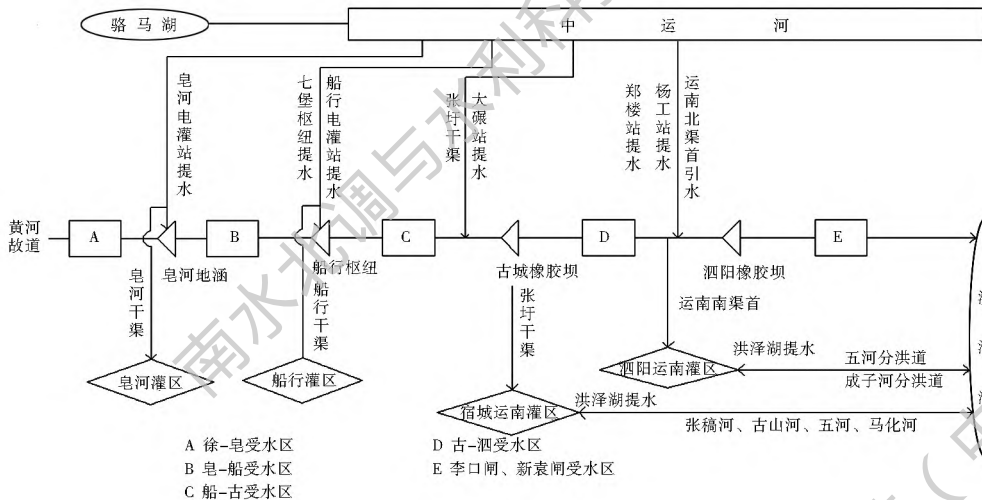 骆马湖
中运河
皂河电灌站提水
七堡枢纽提水
船行电灌站提水
张圩干渠
大碾站提水
郑楼站提水
杨工站提水
运南北渠首引水
黄河
故道
A
B
C
D
E
皂河地涵
船行枢纽
古城橡胶坝
泗阳橡胶坝
皂河干渠
船行干渠
张圩干渠
运南南渠首
皂河灌区
船行灌区
宿城运南灌区
泗阳运南灌区
洪泽湖提水
五河分洪道
成子河分洪道
洪泽湖提水
张稿河、古山河、五河、马化河
A 徐-皂受水区
B 皂-船受水区
C 船-古受水区
D 古-泗受水区
E 李口闸、新袁闸受水区
南水北调与水利科
(中